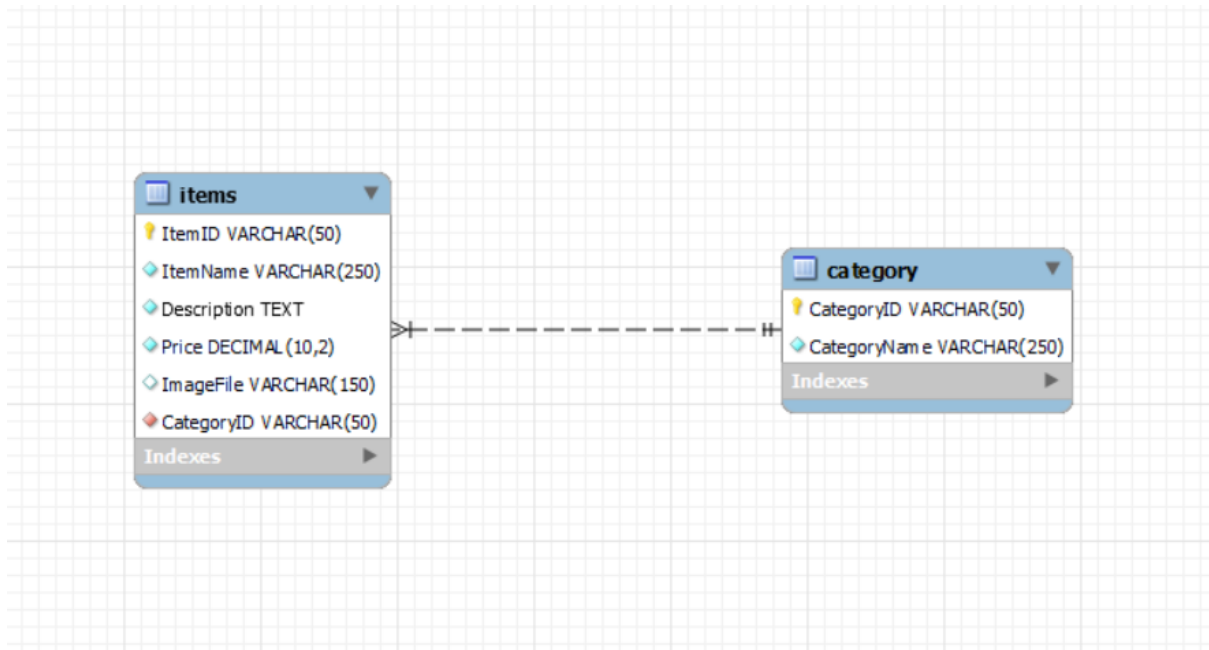 items
ItemID VARCHAR(50)
ItemName VARCHAR(250)
Description TEXT
Price DECIMAL(10,2)
ImageFile VARCHAR(150)
CategoryID VARCHAR(50)
Indexes
category
CategoryID VARCHAR(50)
CategoryName VARCHAR(250)
Indexes